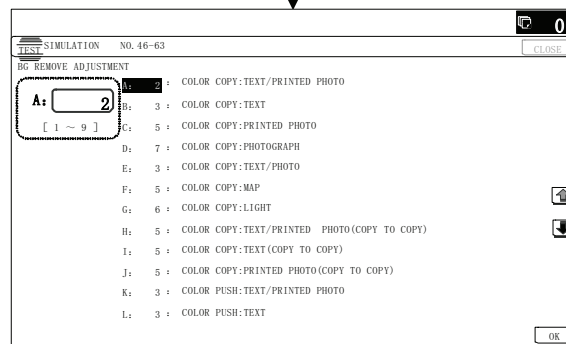 0
TEST SIMULATION NO.46-63
CLOSE
BG REMOVE ADJUSTMENT
A: 2
[ 1 ~ 9 ]
A: 2 : COLOR COPY:TEXT/PRINTED PHOTO
B: 3 : COLOR COPY:TEXT
C: 5 : COLOR COPY:PRINTED PHOTO
D: 7 : COLOR COPY:PHOTOGRAPH
E: 3 : COLOR COPY:TEXT/PHOTO
F: 5 : COLOR COPY:MAP
G: 6 : COLOR COPY:LIGHT
H: 5 : COLOR COPY:TEXT/PRINTED PHOTO(COPY TO COPY)
I: 5 : COLOR COPY:TEXT(COPY TO COPY)
J: 5 : COLOR COPY:PRINTED PHOTO(COPY TO COPY)
K: 3 : COLOR PUSH:TEXT/PRINTED PHOTO
L: 3 : COLOR PUSH:TEXT
OK